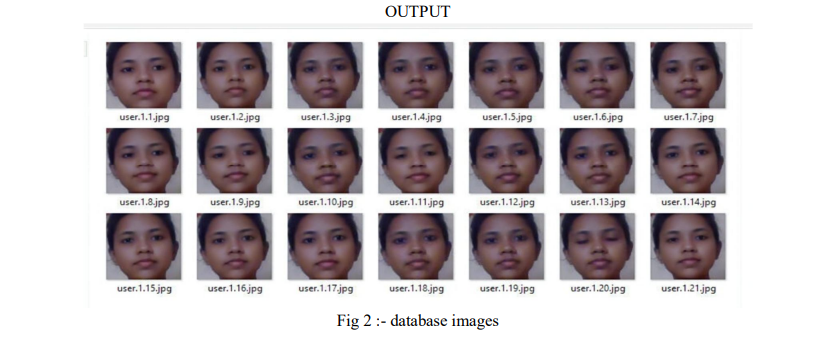 OUTPUT
user.1.1.jpg user.1.2.jpg user.1.3.jpg user.1.4.jpg user.1.5.jpg user.1.6.jpg user.1.7.jpg
user.1.8.jpg user.1.9.jpg user.1.10.jpg user.1.11.jpg user.1.12.jpg user.1.13.jpg user.1.14.jpg
user.1.15.jpg user.1.16.jpg user.1.17.jpg user.1.18.jpg user.1.19.jpg user.1.20.jpg user.1.21.jpg
Fig 2 :- database images